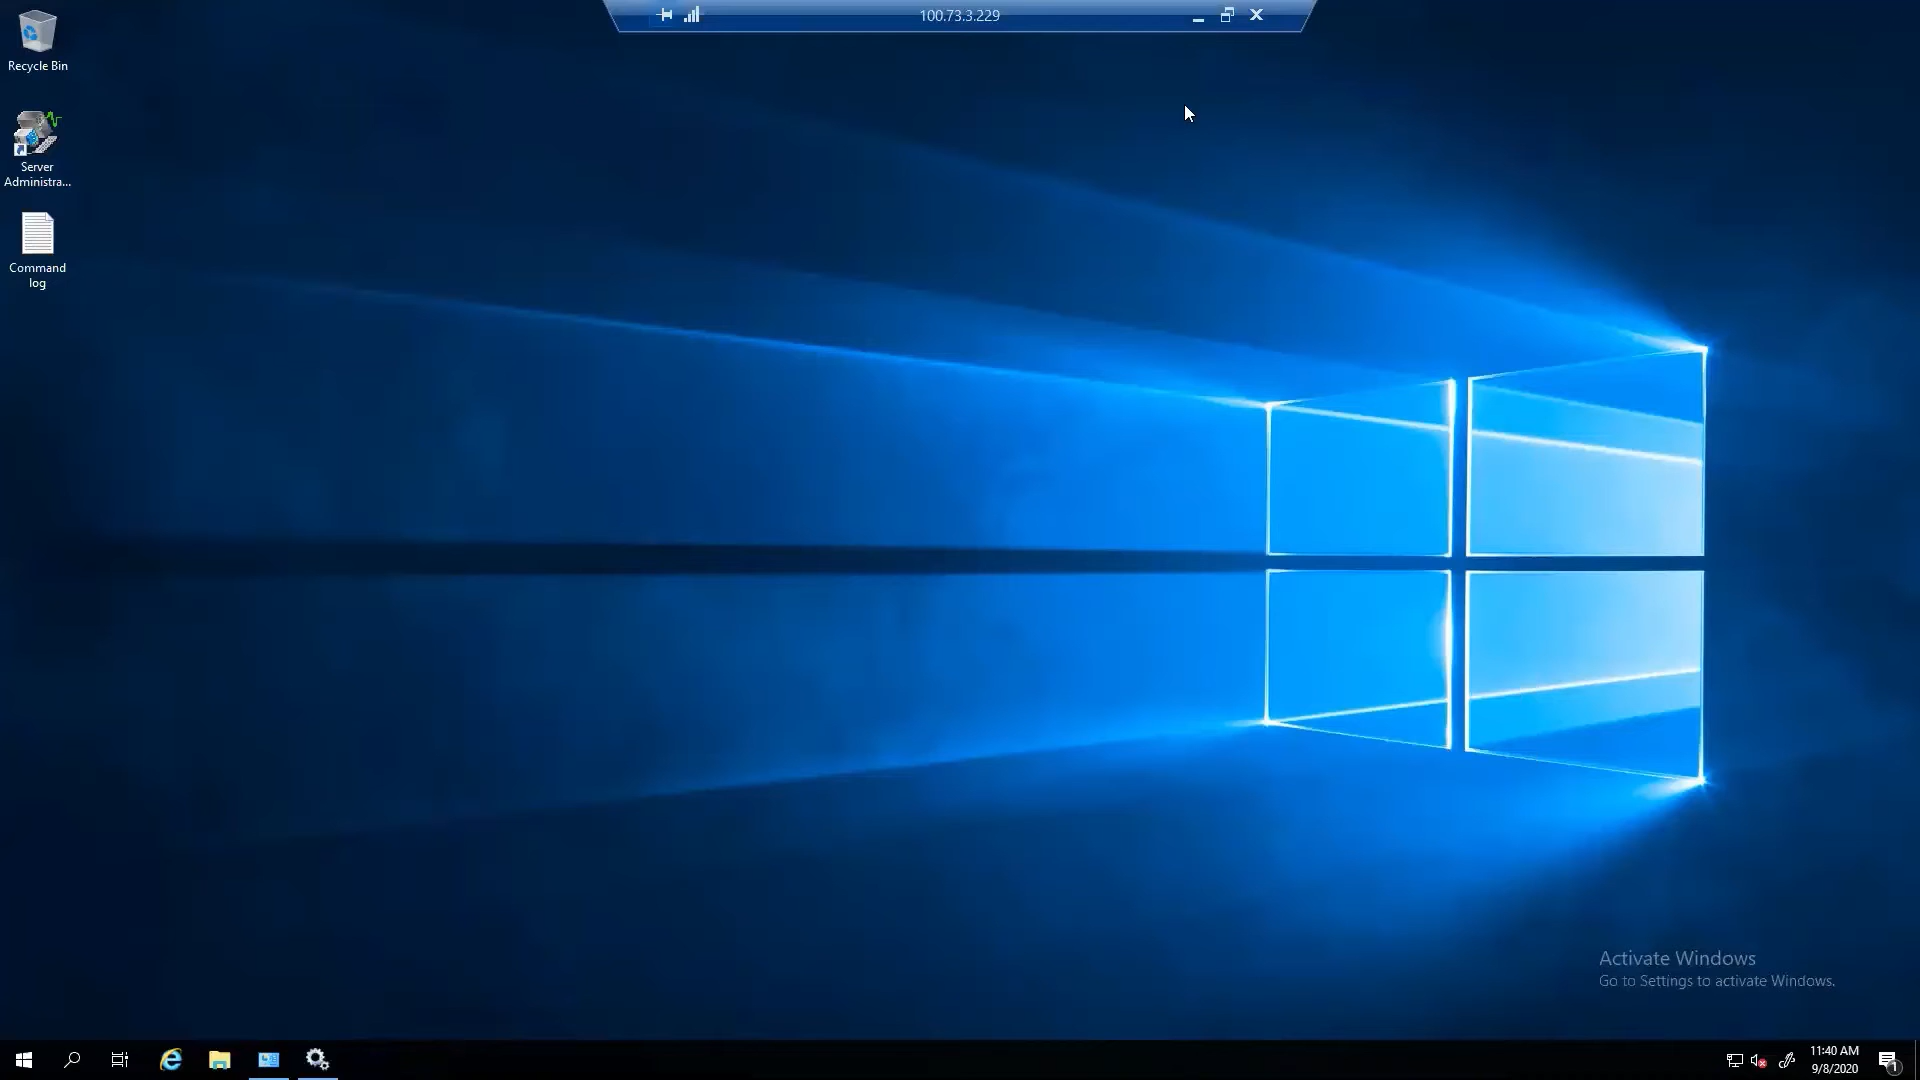 100.73.3.229
Recycle Bin
Server
Administra...
Command
log
Activate Windows
Go to Settings to activate Windows.
11:40 AM
9/8/2020
1